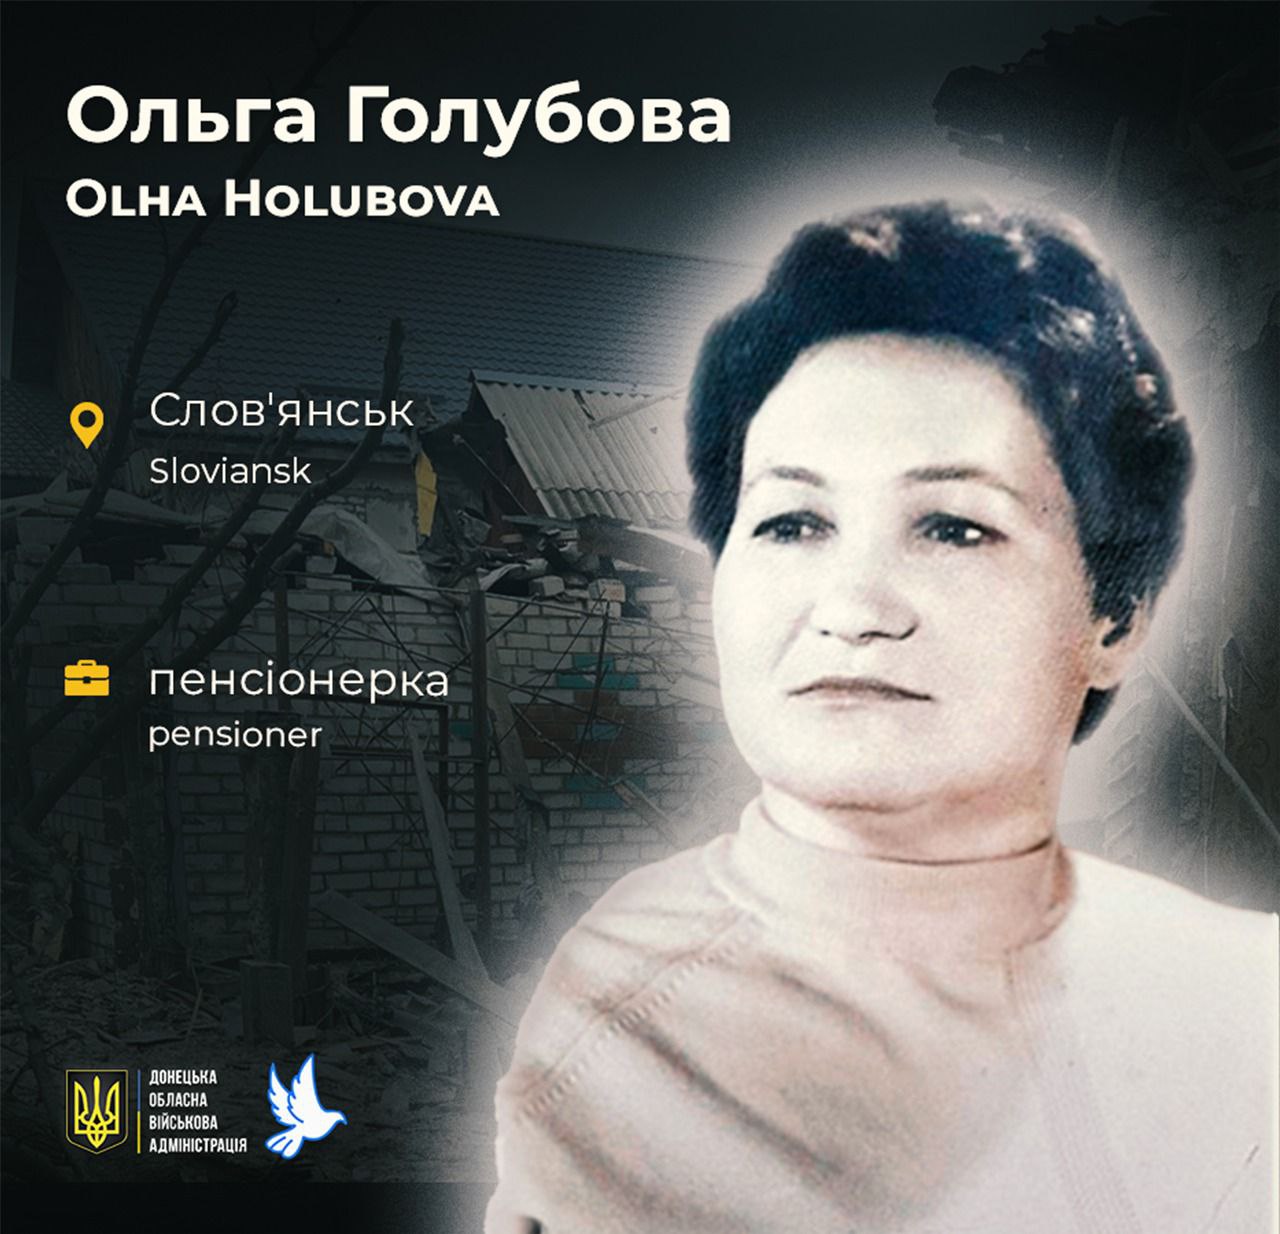 Ольга Голубова
OLHA HOLUBOVA
Слов'янськ
Sloviansk
пенсіонерка
pensioner
ДОНЕЦЬКА
ОБЛАСНА
ВІЙСЬКОВА
АДМІНІСТРАЦІЯ